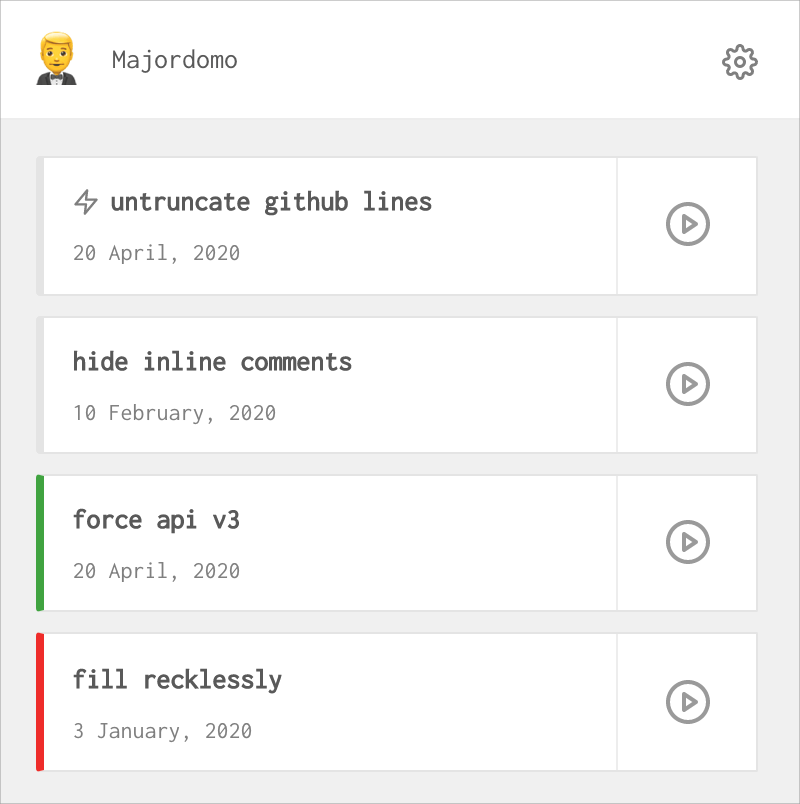 Majordomo
untruncate github lines
20 April, 2020
hide inline comments
10 February, 2020
force api v3
20 April, 2020
fill recklessly
3 January, 2020